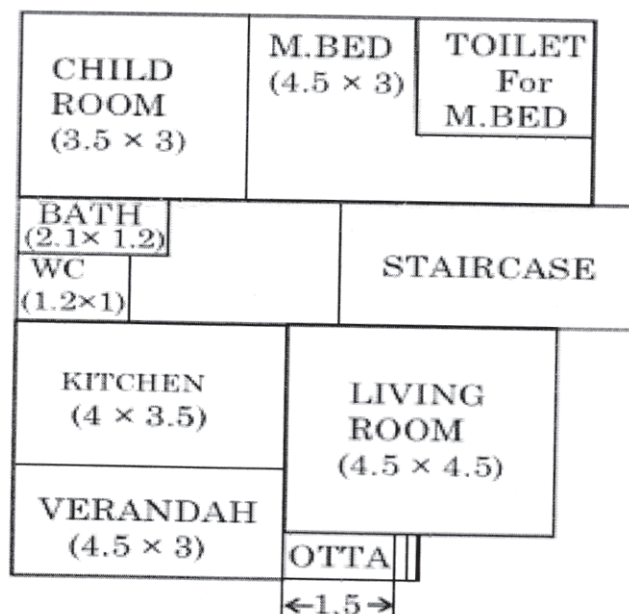 CHILD
ROOM
(3.5 × 3)
M.BED
(4.5 × 3)
TOILET
For
M.BED
BATH
(2.1× 1.2)
WC
(1.2×1)
STAIRCASE
KITCHEN
(4 × 3.5)
LIVING
ROOM
(4.5 × 4.5)
VERANDAH
(4.5 × 3)
OTTA
1.5